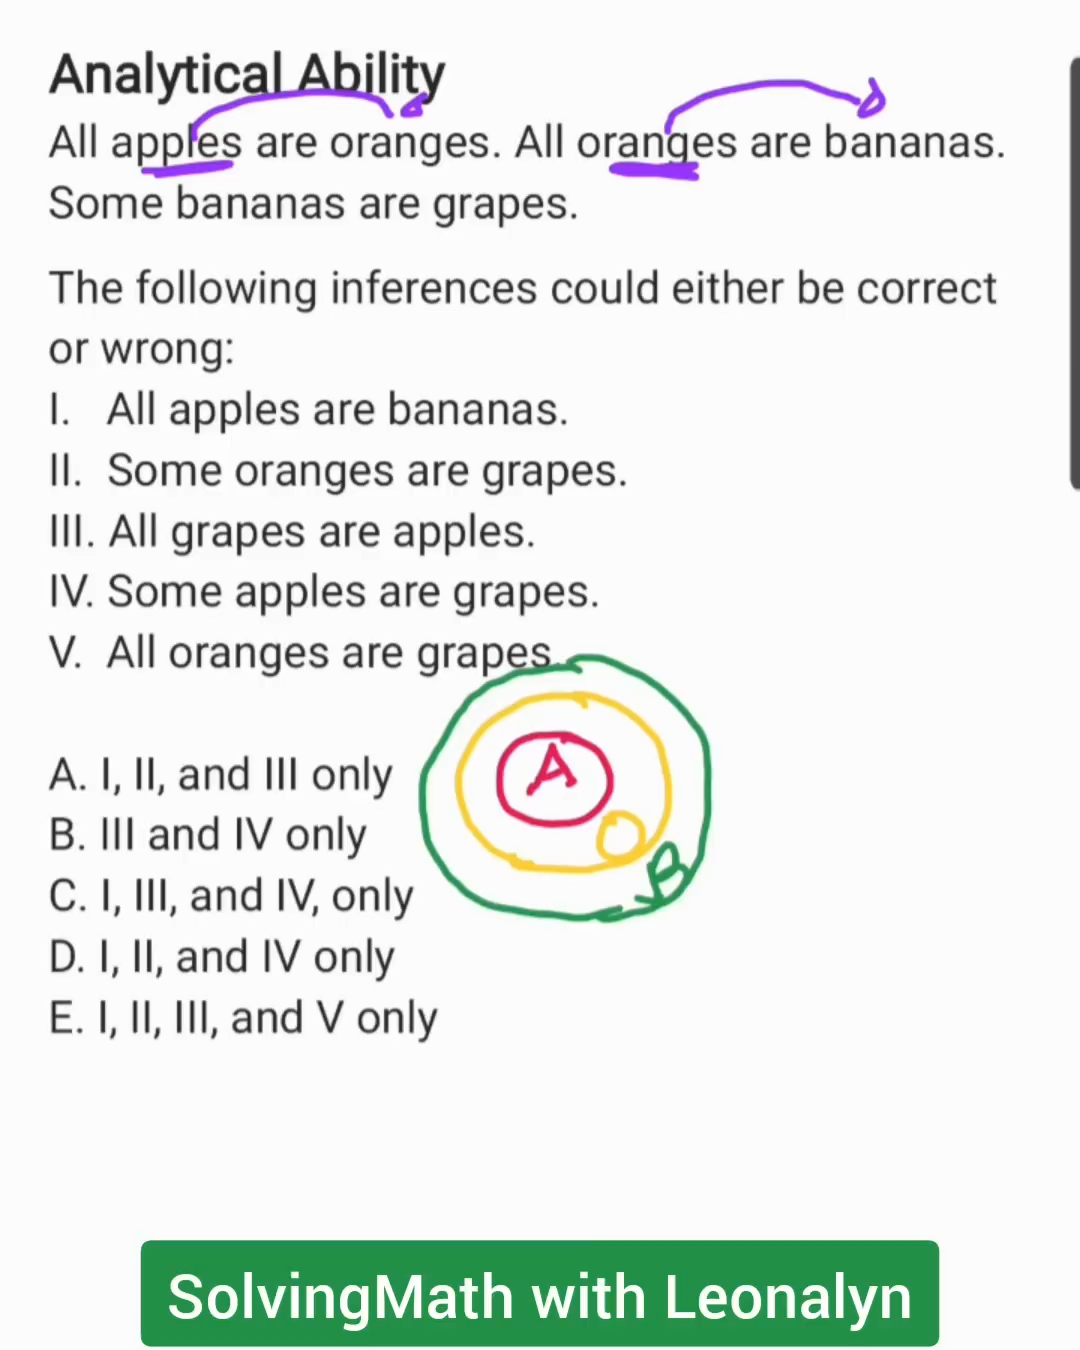 Analytical Ability
All apples are oranges. All oranges are bananas.
Some bananas are grapes.
The following inferences could either be correct
or wrong:
I. All apples are bananas.
II. Some oranges are grapes.
III. All grapes are apples.
IV. Some apples are grapes.
V. All oranges are grapes.
A
O
B
A. I, II, and III only
B. III and IV only
C. I, III, and IV, only
D. I, II, and IV only
E. I, II, III, and V only
SolvingMath with Leonalyn